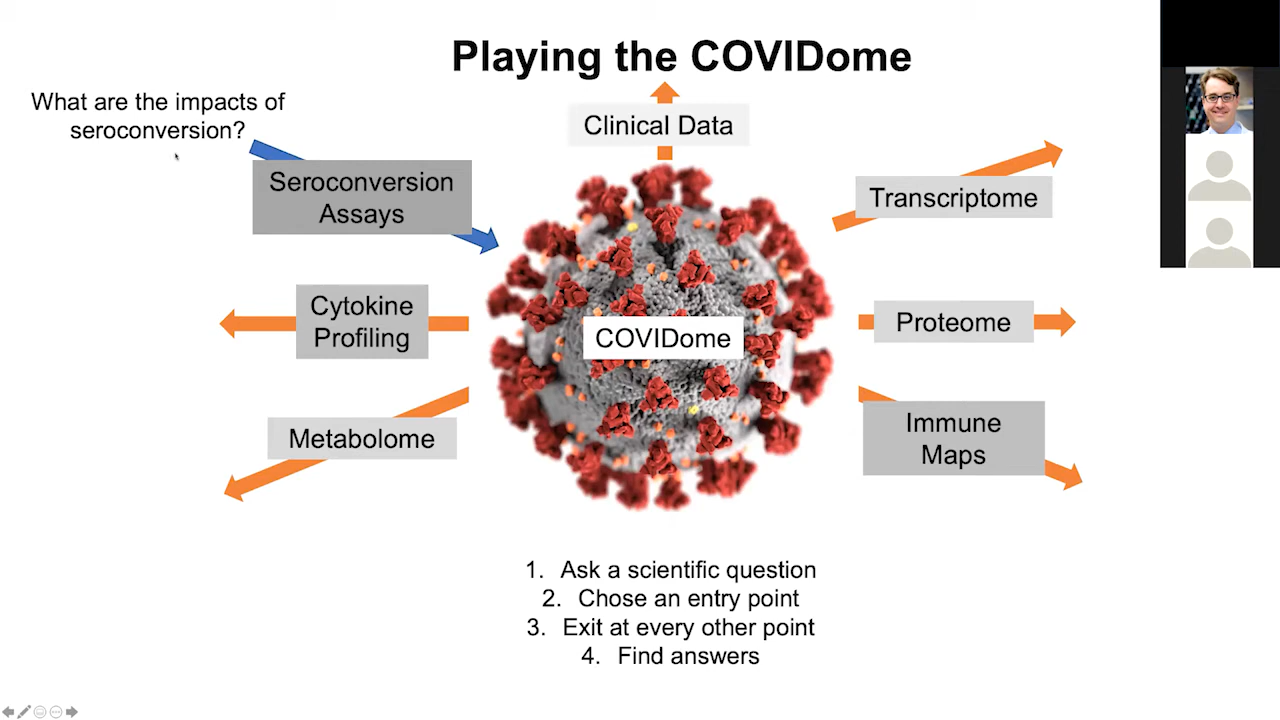 Playing the COVIDome
What are the impacts of
seroconversion?
Clinical Data
Seroconversion
Assays
Transcriptome
Cytokine
Profiling
Proteome
COVIDome
Metabolome
Immune
Maps
1. Ask a scientific question
2. Chose an entry point
3. Exit at every other point
4. Find answers